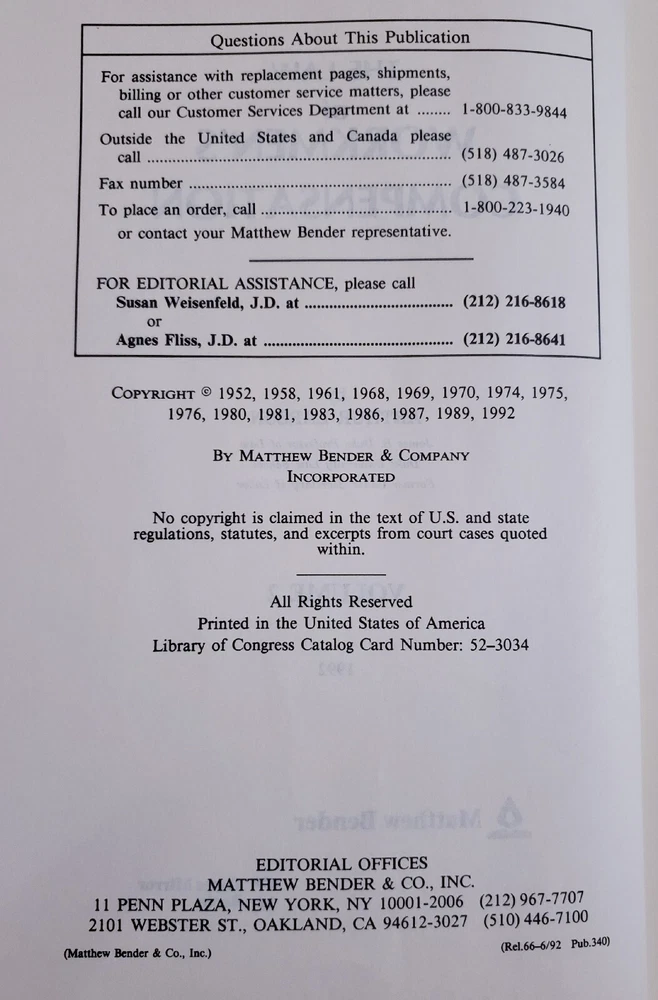 Questions About This Publication
For assistance with replacement pages, shipments,
billing or other customer service matters, please
call our Customer Services Department at ........ 1-800-833-9844
Outside the United States and Canada please
call ..................................................... (518) 487-3026
Fax number .............................................. (518) 487-3584
To place an order, call .................................. 1-800-223-1940
or contact your Matthew Bender representative.
FOR EDITORIAL ASSISTANCE, please call
Susan Weisenfeld, J.D. at .................................. (212) 216-8618
or
Agnes Fliss, J.D. at ........................................... (212) 216-8641
COPYRIGHT © 1952, 1958, 1961, 1968, 1969, 1970, 1974, 1975,
1976, 1980, 1981, 1983, 1986, 1987, 1989, 1992
BY MATTHEW BENDER & COMPANY
INCORPORATED
No copyright is claimed in the text of U.S. and state
regulations, statutes, and excerpts from court cases quoted
within.
All Rights Reserved
Printed in the United States of America
Library of Congress Catalog Card Number: 52–3034
1992
Matthew Bender
EDITORIAL OFFICES
MATTHEW BENDER & CO., INC.
11 PENN PLAZA, NEW YORK, NY 10001-2006 (212) 967-7707
2101 WEBSTER ST., OAKLAND, CA 94612-3027 (510) 446-7100
(Matthew Bender & Co., Inc.) (Rel.66–6/92 Pub.340)